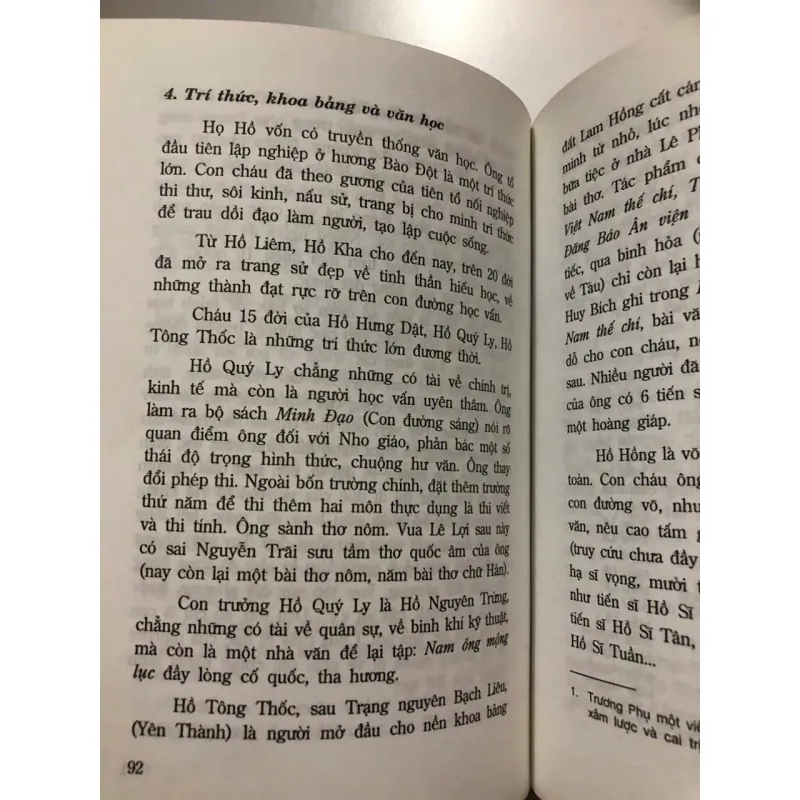 4. Trí thức, khoa bảng và văn học
Họ Hồ vốn có truyền thống văn học. Ông tổ
đầu tiên lập nghiệp ở hương Bào Đột là một trí thức
lớn. Con cháu đã theo gương của tiên tổ nối nghiệp
thi thư, sôi kinh, nấu sử, trang bị cho mình tri thức
để trau dồi đạo làm người, tạo lập cuộc sống.
Từ Hồ Liêm, Hồ Kha cho đến nay, trên 20 đời
đã mở ra trang sử đẹp về tinh thần hiếu học, về
những thành đạt rực rỡ trên con đường học vấn.
Cháu 15 đời của Hồ Hưng Dật, Hồ Quý Ly, Hồ
Tông Thốc là những trí thức lớn đương thời.
Hồ Quý Ly chẳng những có tài về chính trị,
kinh tế mà còn là người học vấn uyên thâm. Ông
làm ra bộ sách Minh Đạo (Con đường sáng) nói rõ
quan điểm ông đối với Nho giáo, phản bác một số
thái độ trọng hình thức, chuộng hư văn. Ông thay
đổi phép thi. Ngoài bốn trường chính, đặt thêm trường
thứ năm để thi thêm hai môn thực dụng là thi viết
và thi tính. Ông sành thơ nôm. Vua Lê Lợi sau này
có sai Nguyễn Trãi sưu tầm thơ quốc âm của ông
(nay còn lại một bài thơ nôm, năm bài thơ chữ Hán).
Con trưởng Hồ Quý Ly là Hồ Nguyên Trừng,
chẳng những có tài về quân sự, về binh khí kỹ thuật,
mà còn là một nhà văn để lại tập: Nam ông mộng
lục đầy lòng cố quốc, tha hương.
Hồ Tông Thốc, sau Trạng nguyên Bạch Liêu,
(Yên Thành) là người mở đầu cho nền khoa bảng
92
đất Lam Hồng cất cán
mình từ nhỏ, lúc nh
bữa tiệc ở nhà Lê P
bài thơ. Tác phẩm
Việt Nam thế chí, T
Đăng Báo Ân viện
tiếc, qua binh hỏa (
về Tàu) chỉ còn lại
Huy Bích ghi trong
Nam thế chí, bài vă
dỗ cho con cháu, n
sau. Nhiều người đã
của ông có 6 tiến s
một hoàng giáp.
Hồ Hồng là võ
toàn. Con cháu ông
con đường võ, như
văn, nêu cao tấm g
(truy cứu chưa đầy
hạ sĩ vọng, mười t
như tiến sĩ Hồ Sĩ
tiến sĩ Hồ Sĩ Tân,
Hồ Sĩ Tuần...
1. Trương Phụ một viê
xâm lược và cai trị